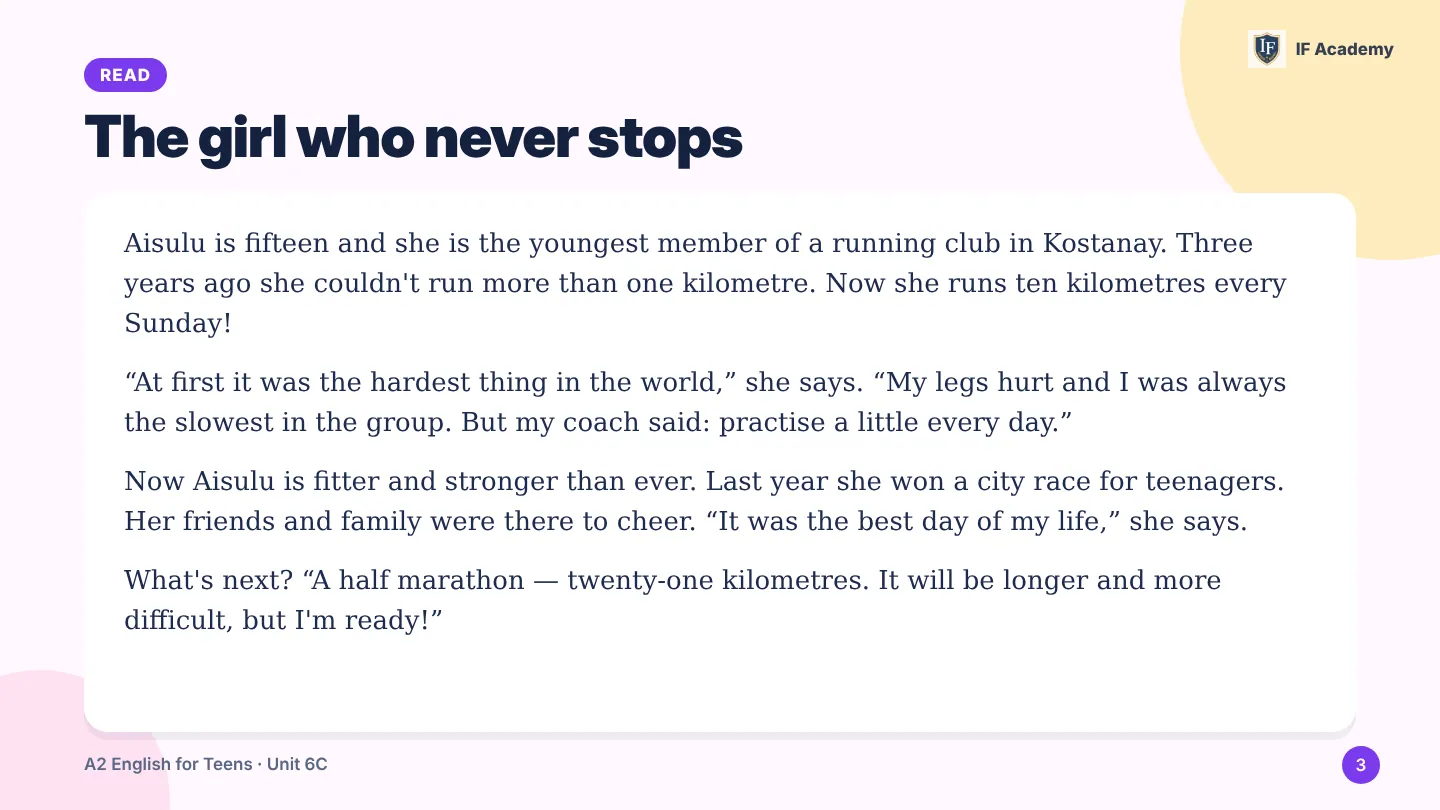 IF
IF Academy
READ
The girl who never stops
Aisulu is fifteen and she is the youngest member of a running club in Kostanay. Three
years ago she couldn't run more than one kilometre. Now she runs ten kilometres every
Sunday!
“At first it was the hardest thing in the world,” she says. “My legs hurt and I was always
the slowest in the group. But my coach said: practise a little every day.”
Now Aisulu is fitter and stronger than ever. Last year she won a city race for teenagers.
Her friends and family were there to cheer. “It was the best day of my life,” she says.
What's next? “A half marathon — twenty-one kilometres. It will be longer and more
difficult, but I'm ready!”
A2 English for Teens · Unit 6C
3